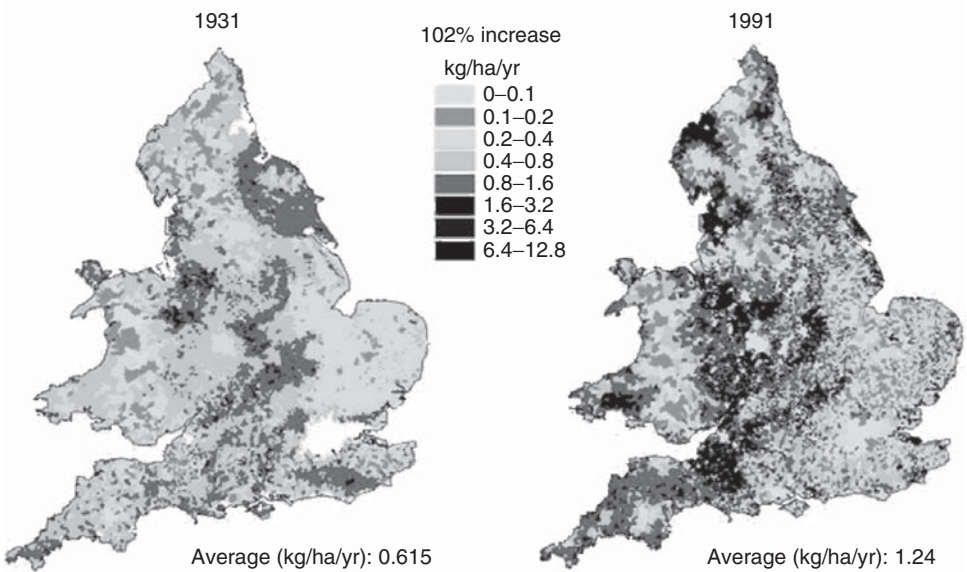 1931
1991
102% increase
kg/ha/yr
0–0.1
0.1–0.2
0.2–0.4
0.4–0.8
0.8–1.6
1.6–3.2
3.2–6.4
6.4–12.8
Average (kg/ha/yr): 0.615
Average (kg/ha/yr): 1.24